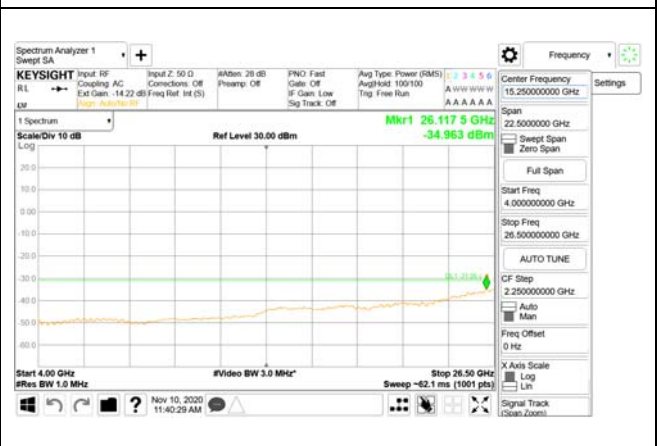 Spectrum Analyzer 1
Swept SA
+
Frequency
KEYSIGHT
Input: RF
Coupling: AC
Ext Gain: -14.22 dB
Align: Auto/No RF
Input Z: 50 Ω
Corrections: Off
Freq Ref: Int (S)
#Atten: 28 dB
Preamp: Off
PNO: Fast
Gate: Off
IF Gain: Low
Sig Track: Off
Avg Type: Power (RMS)
Avg|Hold: 100/100
Trig: Free Run
1 2 3 4 5 6
A W W W W W
A A A A A A
RL
1 Spectrum
Mkr1 26.117 5 GHz
-34.963 dBm
Scale/Div 10 dB
Ref Level 30.00 dBm
Log
20.0
10.0
0.00
-10.0
-20.0
-30.0
-40.0
-50.0
-60.0
Start 4.00 GHz
#Video BW 3.0 MHz*
Stop 26.50 GHz
#Res BW 1.0 MHz
Sweep ~62.1 ms (1001 pts)
Nov 10, 2020
11:40:29 AM
?
Center Frequency
15.250000000 GHz
Settings
Span
22.5000000 GHz
Swept Span
Zero Span
Full Span
Start Freq
4.000000000 GHz
Stop Freq
26.500000000 GHz
AUTO TUNE
CF Step
2.250000000 GHz
Auto
Man
Freq Offset
0 Hz
X Axis Scale
Log
Lin
Signal Track
(Span Zoom)